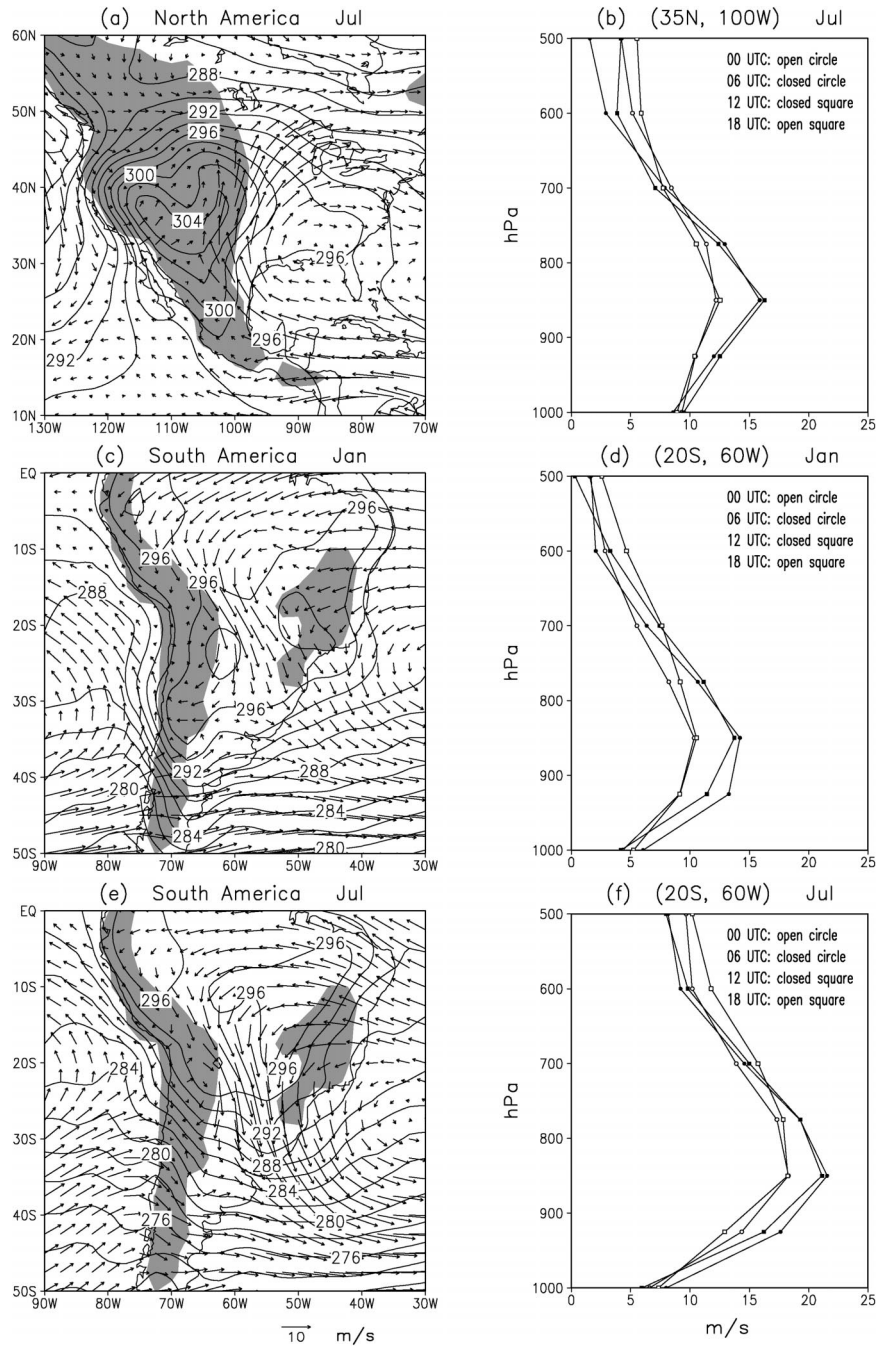 (a) North America Jul
60N
50N
40N
30N
20N
10N
130W 120W 110W 100W 90W 80W 70W
288
292
296
300
304
296
300
296
292
(b) (35N, 100W) Jul
00 UTC: open circle
06 UTC: closed circle
12 UTC: closed square
18 UTC: open square
hPa
500
600
700
800
900
1000
0 5 10 15 20 25
(c) South America Jan
EQ
10S
20S
30S
40S
50S
90W 80W 70W 60W 50W 40W 30W
296
296
296
288
296
292
288
280
284
284
280
(d) (20S, 60W) Jan
00 UTC: open circle
06 UTC: closed circle
12 UTC: closed square
18 UTC: open square
hPa
500
600
700
800
900
1000
0 5 10 15 20 25
(e) South America Jul
EQ
10S
20S
30S
40S
50S
90W 80W 70W 60W 50W 40W 30W
296
296
296
284
292
280
288
284
276
280
276
10 m/s
(f) (20S, 60W) Jul
00 UTC: open circle
06 UTC: closed circle
12 UTC: closed square
18 UTC: open square
hPa
500
600
700
800
900
1000
0 5 10 15 20 25
m/s